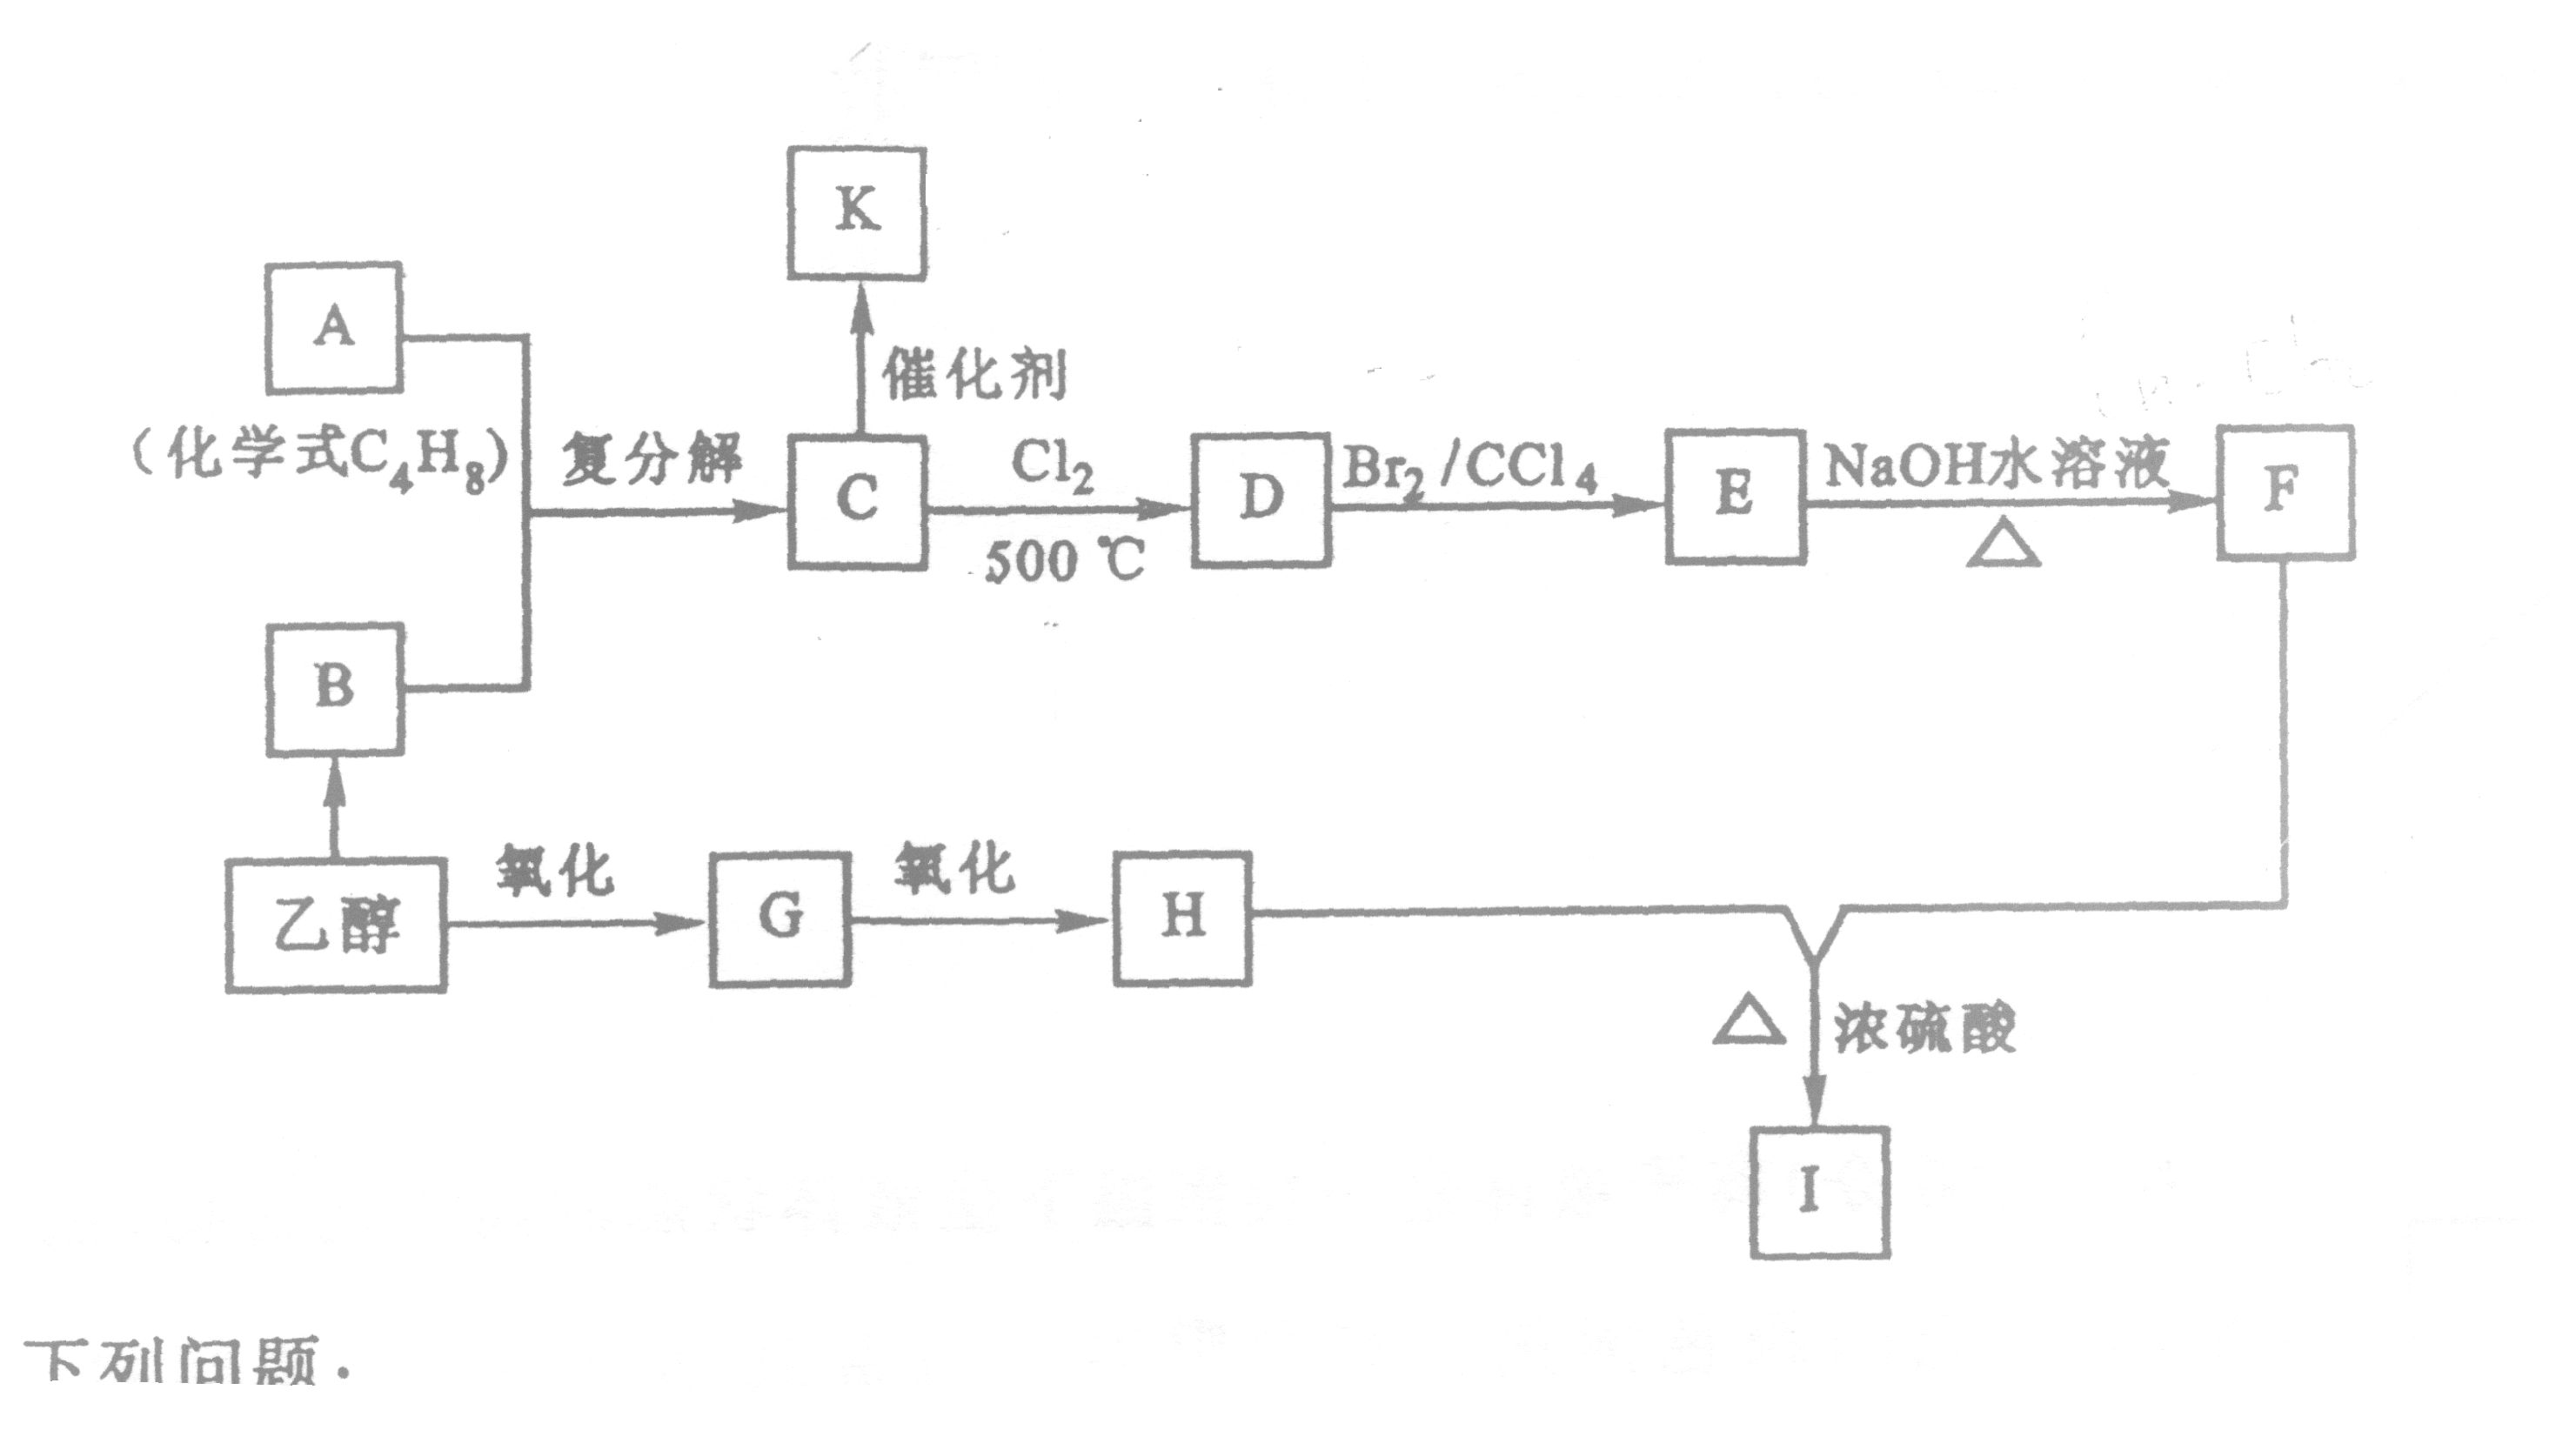 K
A
催化剂
(化学式C₄H₈)
复分解
C
Cl₂
500 ℃
D
Br₂/CCl₄
E
NaOH水溶液
△
F
B
乙醇
氧化
G
氧化
H
△
浓硫酸
I
下列问题.